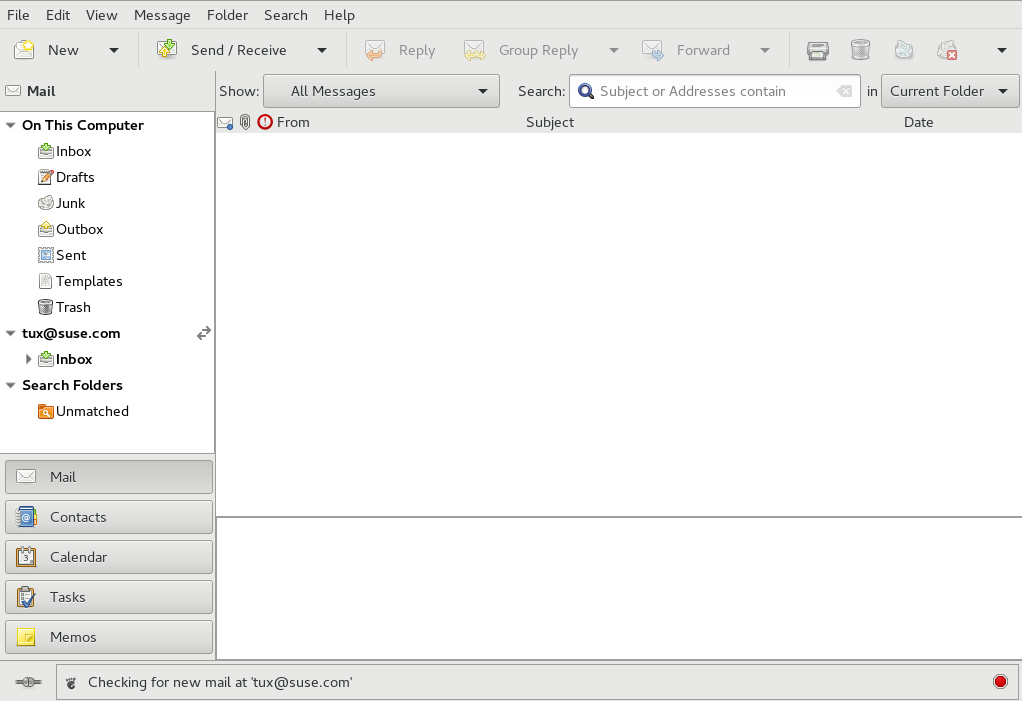 File Edit View Message Folder Search Help
New Send / Receive Reply Group Reply Forward
Mail
Show: All Messages Search: Subject or Addresses contain in Current Folder
From Subject Date
On This Computer
Inbox
Drafts
Junk
Outbox
Sent
Templates
Trash
tux@suse.com
Inbox
Search Folders
Unmatched
Mail
Contacts
Calendar
Tasks
Memos
Checking for new mail at 'tux@suse.com'